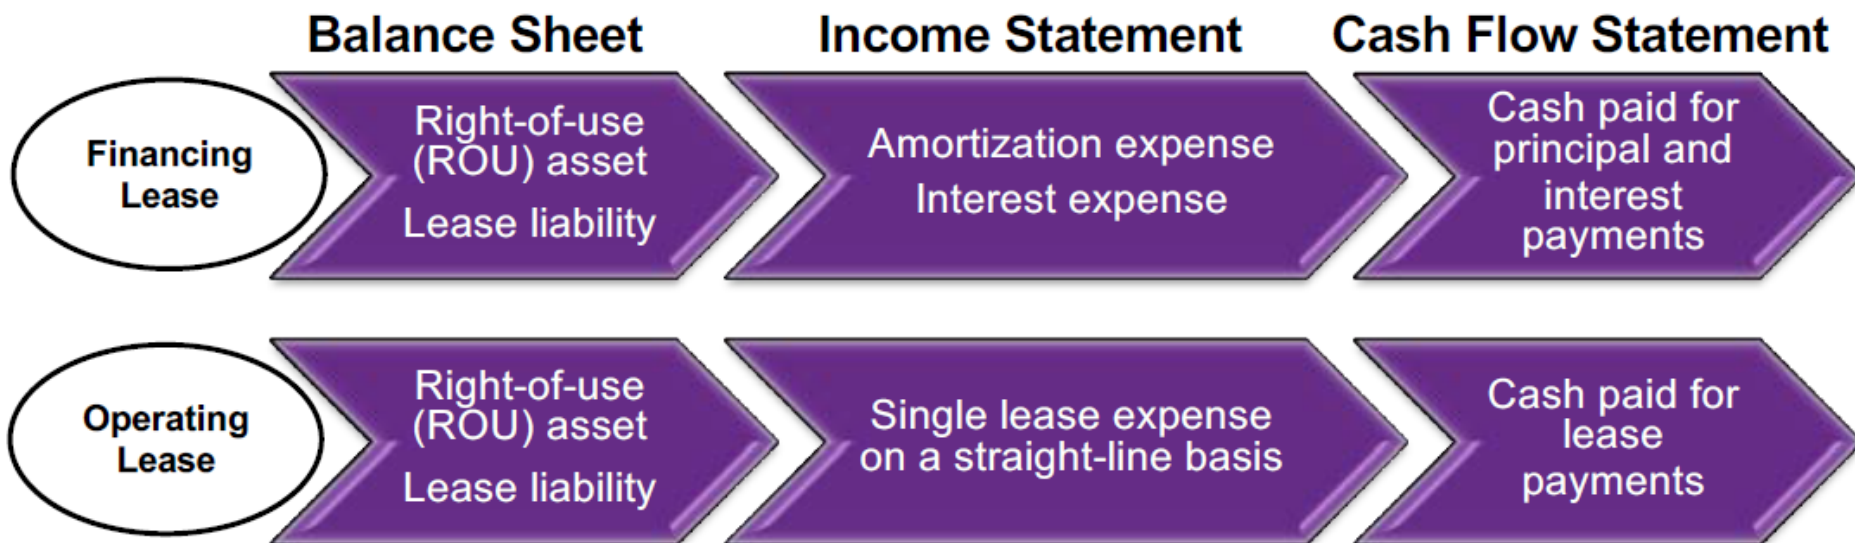 Balance Sheet
Income Statement
Cash Flow Statement
Financing
Lease
Right-of-use
(ROU) asset
Lease liability
Amortization expense
Interest expense
Cash paid for
principal and
interest
payments
Operating
Lease
Right-of-use
(ROU) asset
Lease liability
Single lease expense
on a straight-line basis
Cash paid for
lease
payments